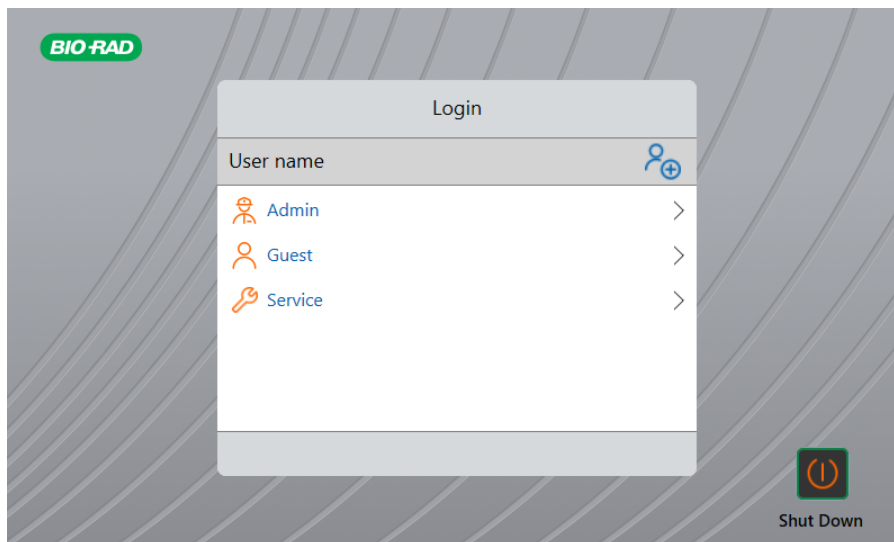 BIO-RAD
Login
User name
Admin
Guest
Service
Shut Down